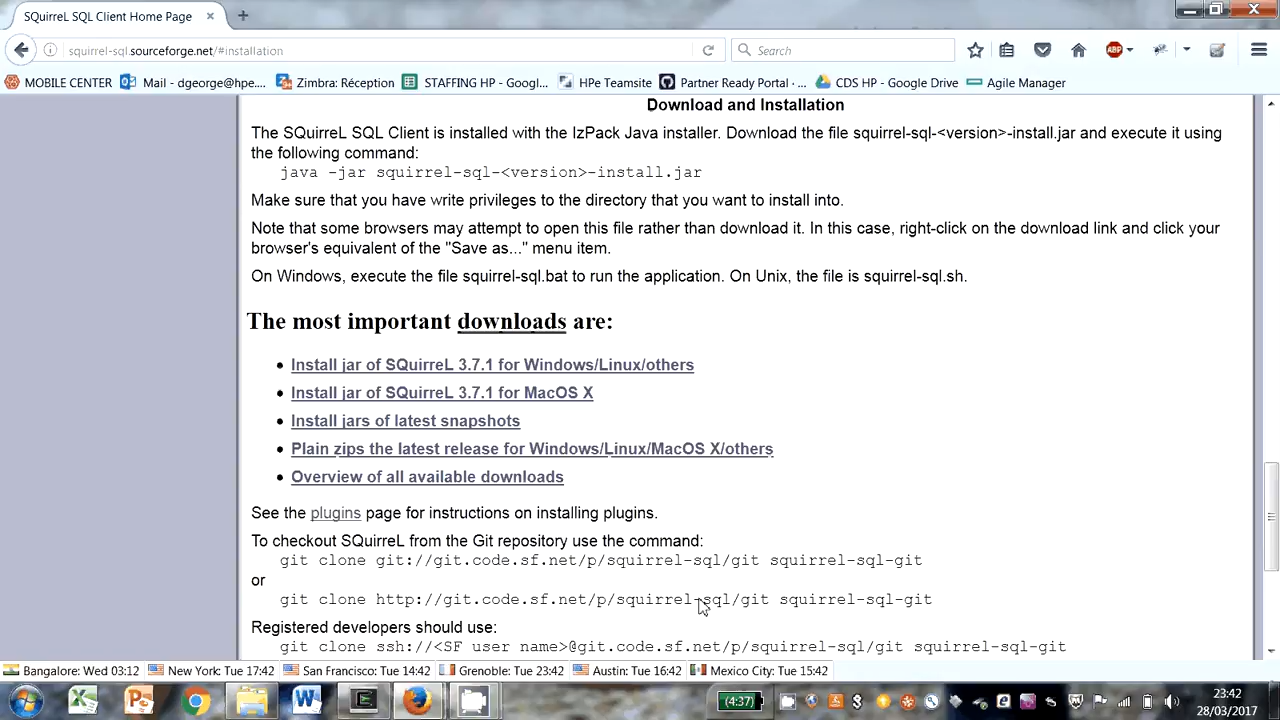 SQuirreL SQL Client Home Page
squirrel-sql.sourceforge.net/#installation
Search
ABP
MOBILE CENTER Mail - dgeorge@hpe.... Zimbra: Réception STAFFING HP - Googl... HPe Teamsite Partner Ready Portal · ... CDS HP - Google Drive Agile Manager
Download and Installation
The SQuirreL SQL Client is installed with the IzPack Java installer. Download the file squirrel-sql-<version>-install.jar and execute it using
the following command:
java -jar squirrel-sql-<version>-install.jar
Make sure that you have write privileges to the directory that you want to install into.
Note that some browsers may attempt to open this file rather than download it. In this case, right-click on the download link and click your
browser's equivalent of the "Save as..." menu item.
On Windows, execute the file squirrel-sql.bat to run the application. On Unix, the file is squirrel-sql.sh.
The most important downloads are:
Install jar of SQuirreL 3.7.1 for Windows/Linux/others
Install jar of SQuirreL 3.7.1 for MacOS X
Install jars of latest snapshots
Plain zips the latest release for Windows/Linux/MacOS X/others
Overview of all available downloads
See the plugins page for instructions on installing plugins.
To checkout SQuirreL from the Git repository use the command:
git clone git://git.code.sf.net/p/squirrel-sql/git squirrel-sql-git
or
git clone http://git.code.sf.net/p/squirrel-sql/git squirrel-sql-git
Registered developers should use:
git clone ssh://<SF user name>@git.code.sf.net/p/squirrel-sql/git squirrel-sql-git
Bangalore: Wed 03:12 New York: Tue 17:42 San Francisco: Tue 14:42 Grenoble: Tue 23:42 Austin: Tue 16:42 Mexico City: Tue 15:42
(4:37)
23:42
28/03/2017